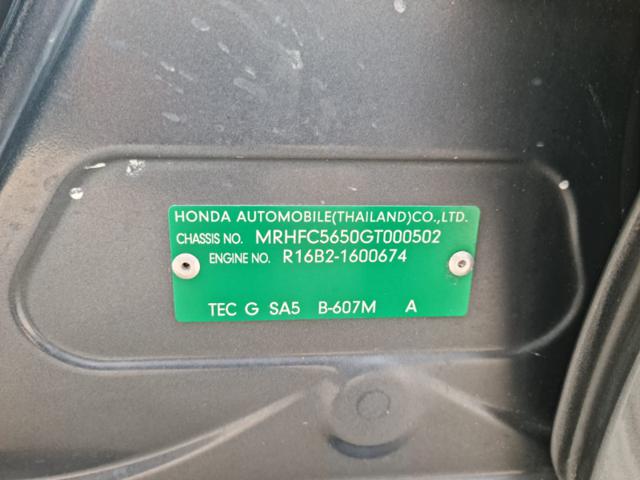 HONDA AUTOMOBILE(THAILAND)CO.,LTD.
CHASSIS NO. MRHFC5650GT000502
ENGINE NO. R16B2-1600674
TEC G SA5 B-607M A